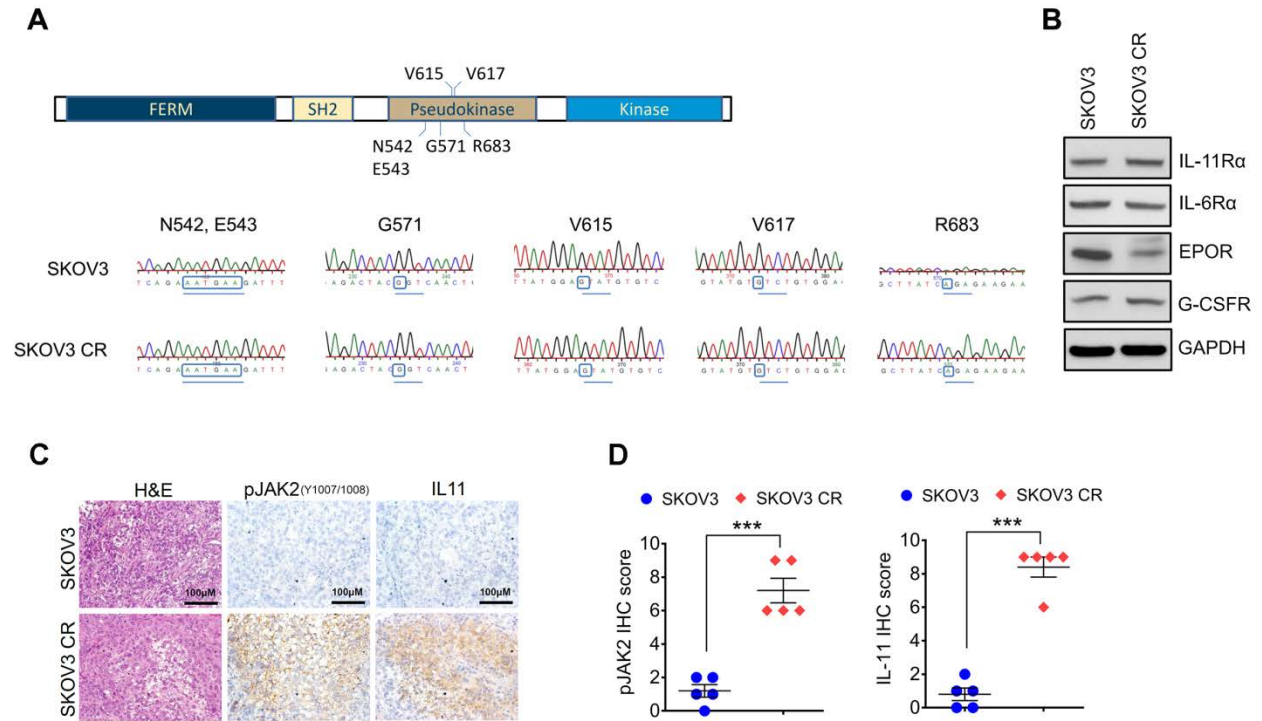 A
V615 V617
FERM SH2 Pseudokinase Kinase
N542 G571 R683
E543
N542, E543 G571 V615 V617 R683
SKOV3
T C A G A A A T G A A G A T T T
A G A C T A C G G T C A A C T G
T T A T G G A G T A T G T G T C
G T A T G T G T C T G T G G A
G C T T A T C A G A G A A G A A
SKOV3 CR
T C A G A A A T G A A G A T T T
A G A C T A C G G T C A A C T
T T A T G G A G T A T G T G T C
G T A T G T G T C T G T G G A
G C T T A T C A G A G A A G A A
B
SKOV3 SKOV3 CR
IL-11Rα
IL-6Rα
EPOR
G-CSFR
GAPDH
C
H&E pJAK2(Y1007/1008) IL11
SKOV3
100µM 100µM 100µM
SKOV3 CR
D
SKOV3 SKOV3 CR
***
pJAK2 IHC score
10
8
6
4
2
0
SKOV3 SKOV3 CR
***
IL-11 IHC score
10
8
6
4
2
0